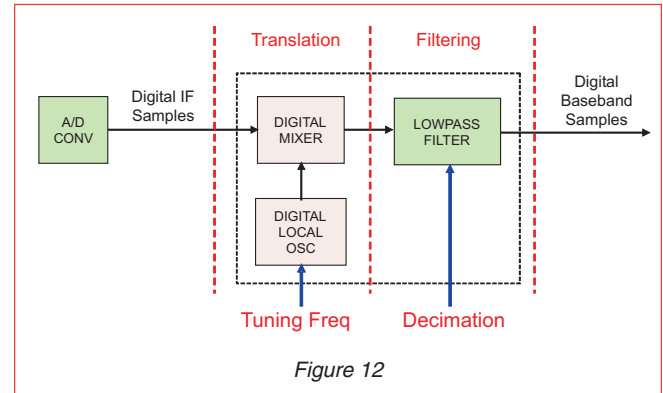 Translation
Filtering
Digital IF
Samples
Digital
Baseband
Samples
A/D
CONV
DIGITAL
MIXER
LOWPASS
FILTER
DIGITAL
LOCAL
OSC
Tuning Freq
Decimation
Figure 12